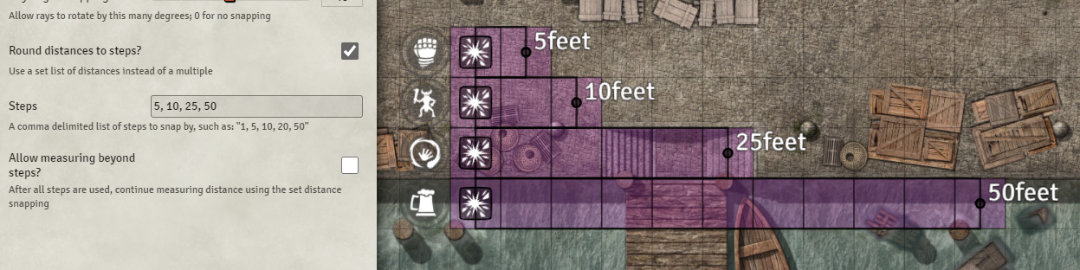 Allow rays to rotate by this many degrees; 0 for no snapping
Round distances to steps?
Use a set list of distances instead of a multiple
Steps
5, 10, 25, 50
A comma delimited list of steps to snap by, such as: "1, 5, 10, 20, 50"
Allow measuring beyond
steps?
After all steps are used, continue measuring distance using the set distance
snapping
5feet
10feet
25feet
50feet